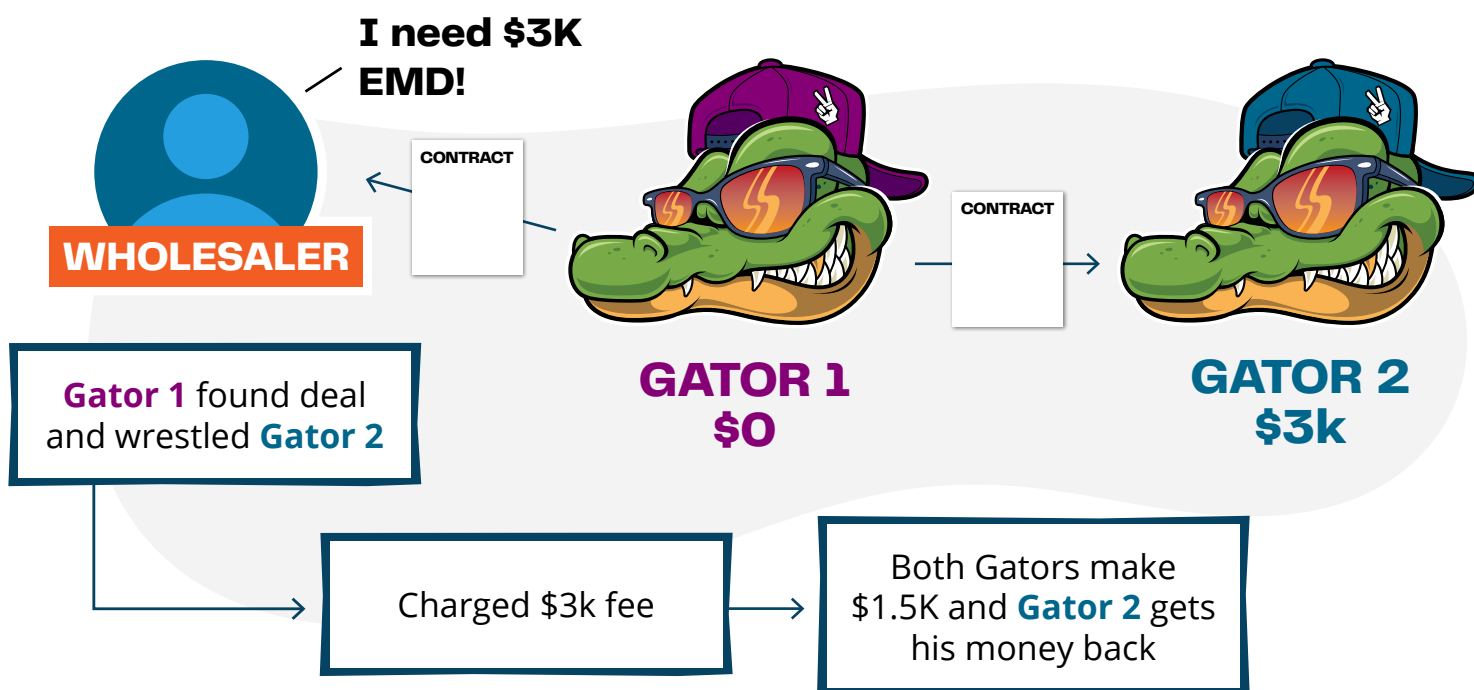 I need $3K
EMD!
CONTRACT
CONTRACT
WHOLESALER
GATOR 1
$0
GATOR 2
$3k
Gator 1 found deal
and wrestled Gator 2
Charged $3k fee
Both Gators make
$1.5K and Gator 2 gets
his money back